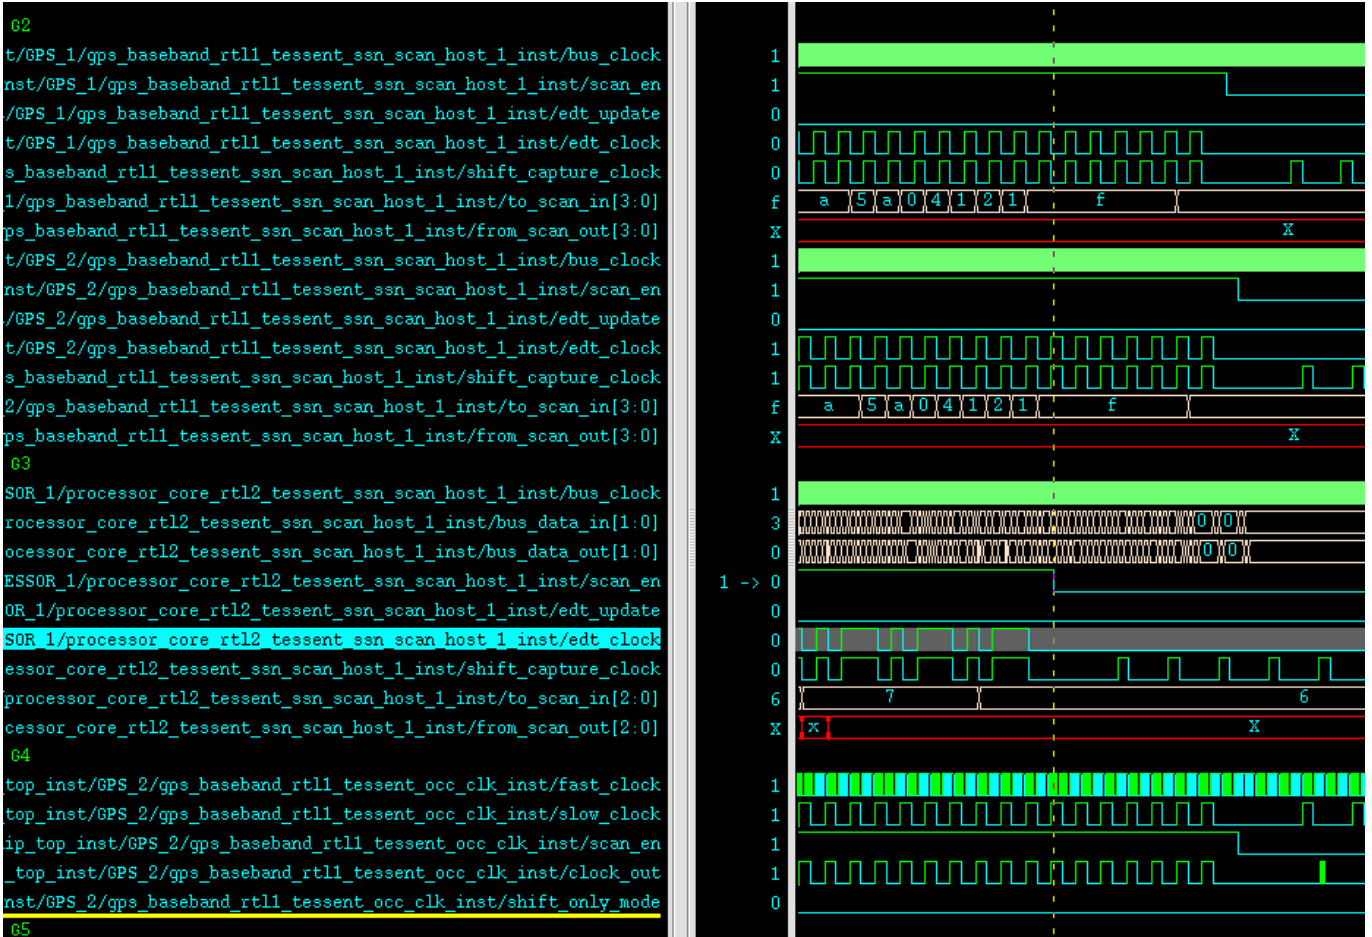 G2
t/GPS_1/gps_baseband_rtl1_tessent_ssn_scan_host_1_inst/bus_clock 1
nst/GPS_1/gps_baseband_rtl1_tessent_ssn_scan_host_1_inst/scan_en 1
/GPS_1/gps_baseband_rtl1_tessent_ssn_scan_host_1_inst/edt_update 0
t/GPS_1/gps_baseband_rtl1_tessent_ssn_scan_host_1_inst/edt_clock 0
s_baseband_rtl1_tessent_ssn_scan_host_1_inst/shift_capture_clock 0
1/gps_baseband_rtl1_tessent_ssn_scan_host_1_inst/to_scan_in[3:0] f a 5 a 0 4 1 2 1 f
ps_baseband_rtl1_tessent_ssn_scan_host_1_inst/from_scan_out[3:0] X X
t/GPS_2/gps_baseband_rtl1_tessent_ssn_scan_host_1_inst/bus_clock 1
nst/GPS_2/gps_baseband_rtl1_tessent_ssn_scan_host_1_inst/scan_en 1
/GPS_2/gps_baseband_rtl1_tessent_ssn_scan_host_1_inst/edt_update 0
t/GPS_2/gps_baseband_rtl1_tessent_ssn_scan_host_1_inst/edt_clock 1
s_baseband_rtl1_tessent_ssn_scan_host_1_inst/shift_capture_clock 1
2/gps_baseband_rtl1_tessent_ssn_scan_host_1_inst/to_scan_in[3:0] f a 5 a 0 4 1 2 1 f
ps_baseband_rtl1_tessent_ssn_scan_host_1_inst/from_scan_out[3:0] X X
G3
SOR_1/processor_core_rtl2_tessent_ssn_scan_host_1_inst/bus_clock 1
rocessor_core_rtl2_tessent_ssn_scan_host_1_inst/bus_data_in[1:0] 3 0 0
ocessor_core_rtl2_tessent_ssn_scan_host_1_inst/bus_data_out[1:0] 0 0 0
ESSOR_1/processor_core_rtl2_tessent_ssn_scan_host_1_inst/scan_en 1 -> 0
OR_1/processor_core_rtl2_tessent_ssn_scan_host_1_inst/edt_update 0
SOR_1/processor_core_rtl2_tessent_ssn_scan_host_1_inst/edt_clock 0
essor_core_rtl2_tessent_ssn_scan_host_1_inst/shift_capture_clock 0
processor_core_rtl2_tessent_ssn_scan_host_1_inst/to_scan_in[2:0] 6 7 6
cessor_core_rtl2_tessent_ssn_scan_host_1_inst/from_scan_out[2:0] X x X
G4
top_inst/GPS_2/gps_baseband_rtl1_tessent_occ_clk_inst/fast_clock 1
top_inst/GPS_2/gps_baseband_rtl1_tessent_occ_clk_inst/slow_clock 1
ip_top_inst/GPS_2/gps_baseband_rtl1_tessent_occ_clk_inst/scan_en 1
_top_inst/GPS_2/gps_baseband_rtl1_tessent_occ_clk_inst/clock_out 1
nst/GPS_2/gps_baseband_rtl1_tessent_occ_clk_inst/shift_only_mode 0
G5